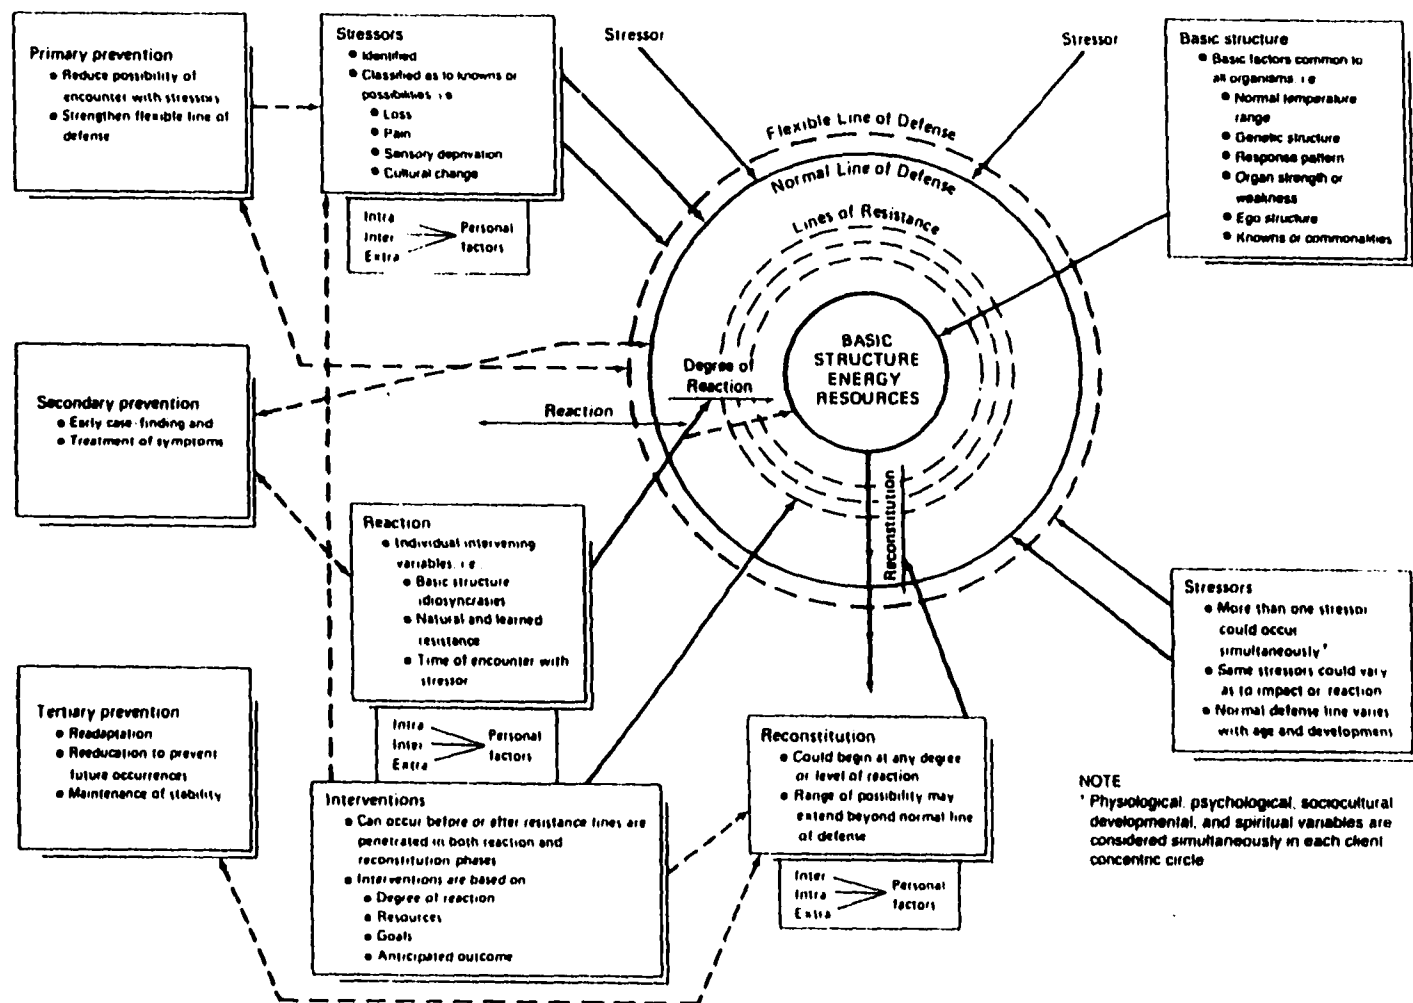 Primary prevention
• Reduce possibility of
encounter with stressors
• Strengthen flexible line of
defense
Stressors
• Identified
• Classified as to knowns or
possibilities, i.e.
• Loss
• Pain
• Sensory deprivation
• Cultural change
Intra
Inter
Extra
Personal
factors
Stressor
Stressor
Basic structure
• Basic factors common to
all organisms, i.e.
• Normal temperature
range
• Genetic structure
• Response pattern
• Organ strength or
weakness
• Ego structure
• Knowns or commonalities
Flexible Line of Defense
Normal Line of Defense
Lines of Resistance
BASIC
STRUCTURE
ENERGY
RESOURCES
Degree of
Reaction
Reaction
Reconstitution
Secondary prevention
• Early case-finding and
• Treatment of symptoms
Reaction
• Individual intervening
variables, i.e.
• Basic structure
idiosyncrasies
• Natural and learned
resistance
• Time of encounter with
stressor
Intra
Inter
Extra
Personal
factors
Stressors
• More than one stressor
could occur
simultaneously*
• Same stressors could vary
as to impact or reaction
• Normal defense line varies
with age and development
Tertiary prevention
• Readaptation
• Reeducation to prevent
future occurrences
• Maintenance of stability
Interventions
• Can occur before or after resistance lines are
penetrated in both reaction and
reconstitution phases
• Interventions are based on
• Degree of reaction
• Resources
• Goals
• Anticipated outcome
Reconstitution
• Could begin at any degree
or level of reaction
• Range of possibility may
extend beyond normal line
of defense
Inter
Intra
Extra
Personal
factors
NOTE
* Physiological, psychological, sociocultural
developmental, and spiritual variables are
considered simultaneously in each client
concentric circle